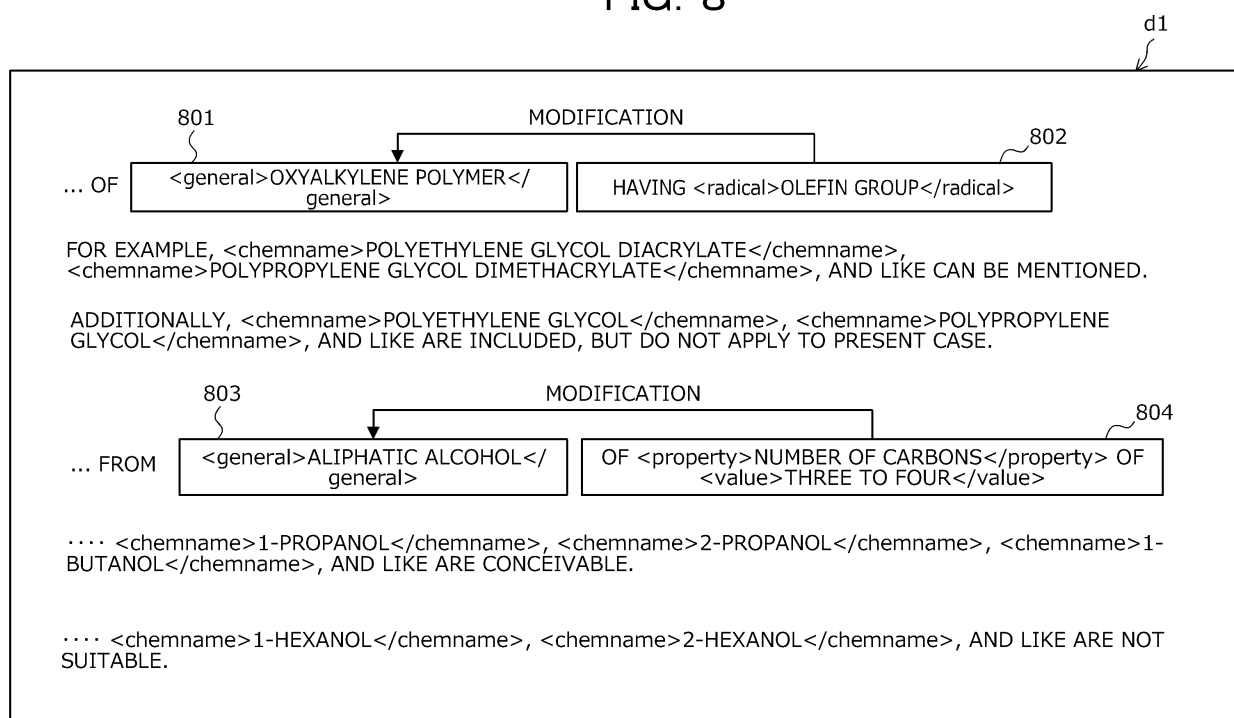 FIG. 8
d1
801
MODIFICATION
802
... OF
<general>OXYALKYLENE POLYMER</
general>
HAVING <radical>OLEFIN GROUP</radical>
FOR EXAMPLE, <chemname>POLYETHYLENE GLYCOL DIACRYLATE</chemname>,
<chemname>POLYPROPYLENE GLYCOL DIMETHACRYLATE</chemname>, AND LIKE CAN BE MENTIONED.
ADDITIONALLY, <chemname>POLYETHYLENE GLYCOL</chemname>, <chemname>POLYPROPYLENE
GLYCOL</chemname>, AND LIKE ARE INCLUDED, BUT DO NOT APPLY TO PRESENT CASE.
803
MODIFICATION
804
... FROM
<general>ALIPHATIC ALCOHOL</
general>
OF <property>NUMBER OF CARBONS</property> OF
<value>THREE TO FOUR</value>
···· <chemname>1-PROPANOL</chemname>, <chemname>2-PROPANOL</chemname>, <chemname>1-
BUTANOL</chemname>, AND LIKE ARE CONCEIVABLE.
···· <chemname>1-HEXANOL</chemname>, <chemname>2-HEXANOL</chemname>, AND LIKE ARE NOT
SUITABLE.